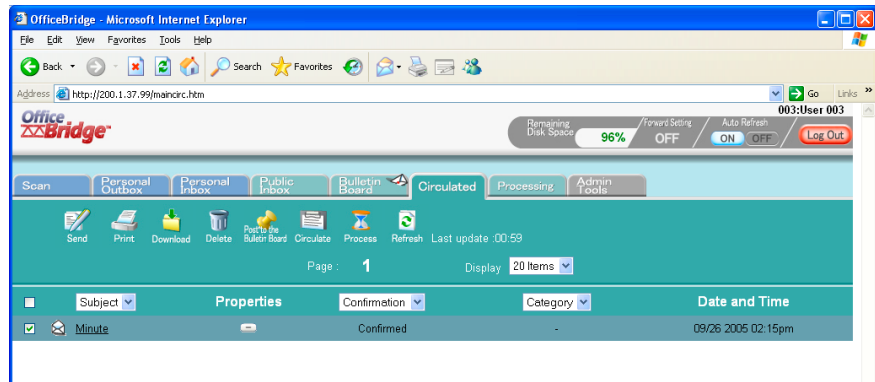 OfficeBridge - Microsoft Internet Explorer
File Edit View Favorites Tools Help
Back Search Favorites
Address http://200.1.37.99/maincirc.htm Go Links »
003:User 003
Office Bridge™
Remaining Disk Space 96% Forward Setting OFF Auto Refresh ON OFF Log Out
Scan Personal Outbox Personal Inbox Public Inbox Bulletin Board Circulated Processing Admin Tools
Send Print Download Delete Post to the Bulletin Board Circulate Process Refresh Last update :00:59
Page : 1 Display 20 Items
Subject Properties Confirmation Category Date and Time
Minute Confirmed - 09/26 2005 02:15pm